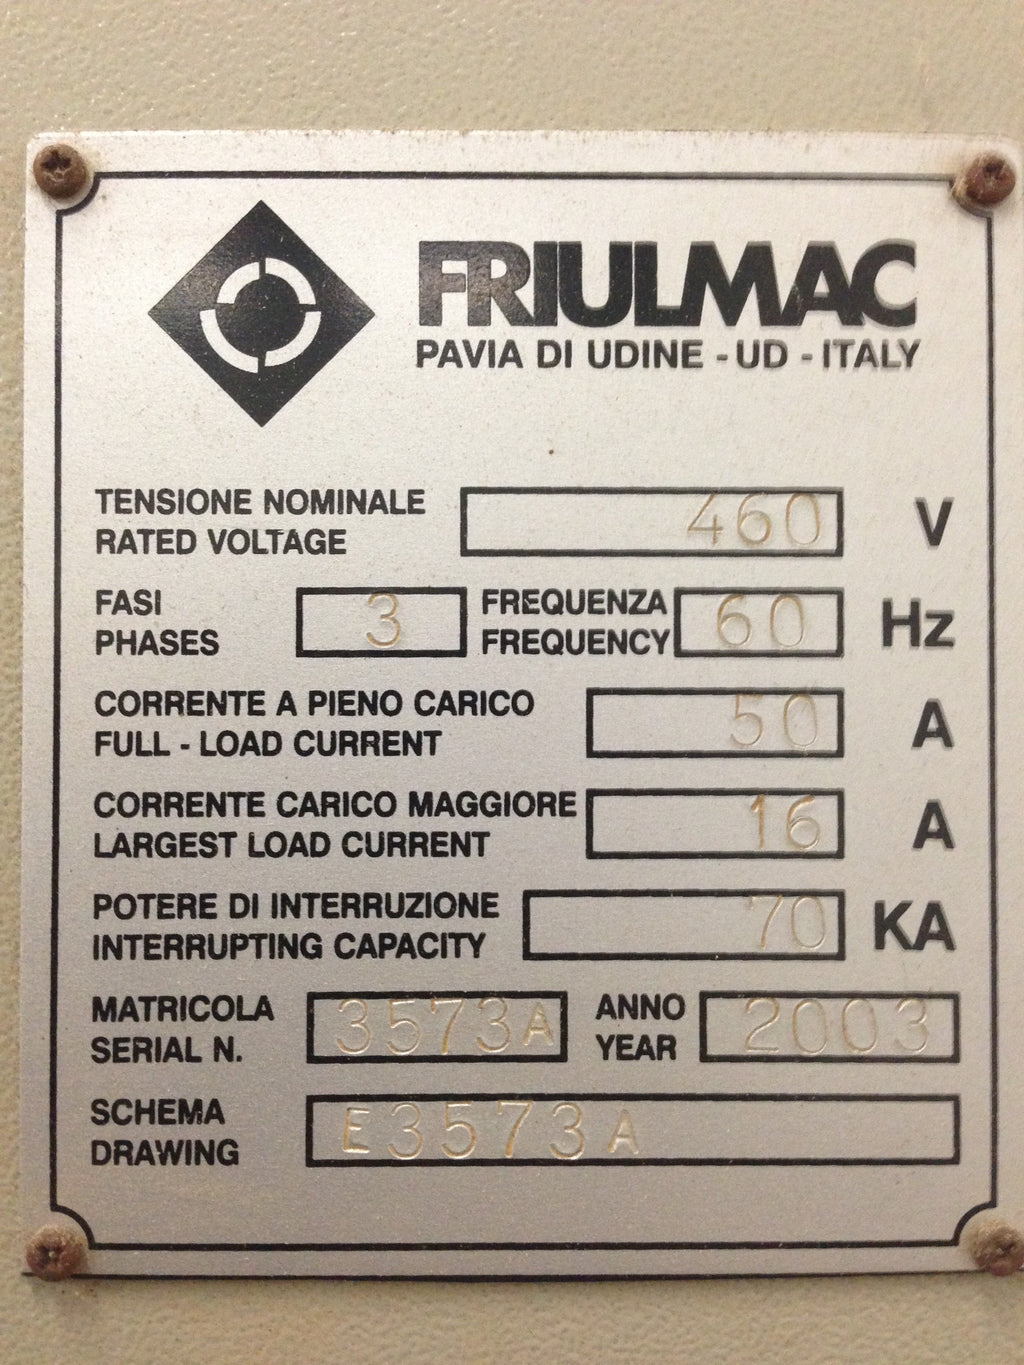 FRIULMAC
PAVIA DI UDINE - UD - ITALY
TENSIONE NOMINALE
RATED VOLTAGE 460 V
FASI
PHASES 3
FREQUENZA
FREQUENCY 60 Hz
CORRENTE A PIENO CARICO
FULL - LOAD CURRENT 50 A
CORRENTE CARICO MAGGIORE
LARGEST LOAD CURRENT 16 A
POTERE DI INTERRUZIONE
INTERRUPTING CAPACITY 70 KA
MATRICOLA
SERIAL N. 3573A
ANNO
YEAR 2003
SCHEMA
DRAWING E3573A